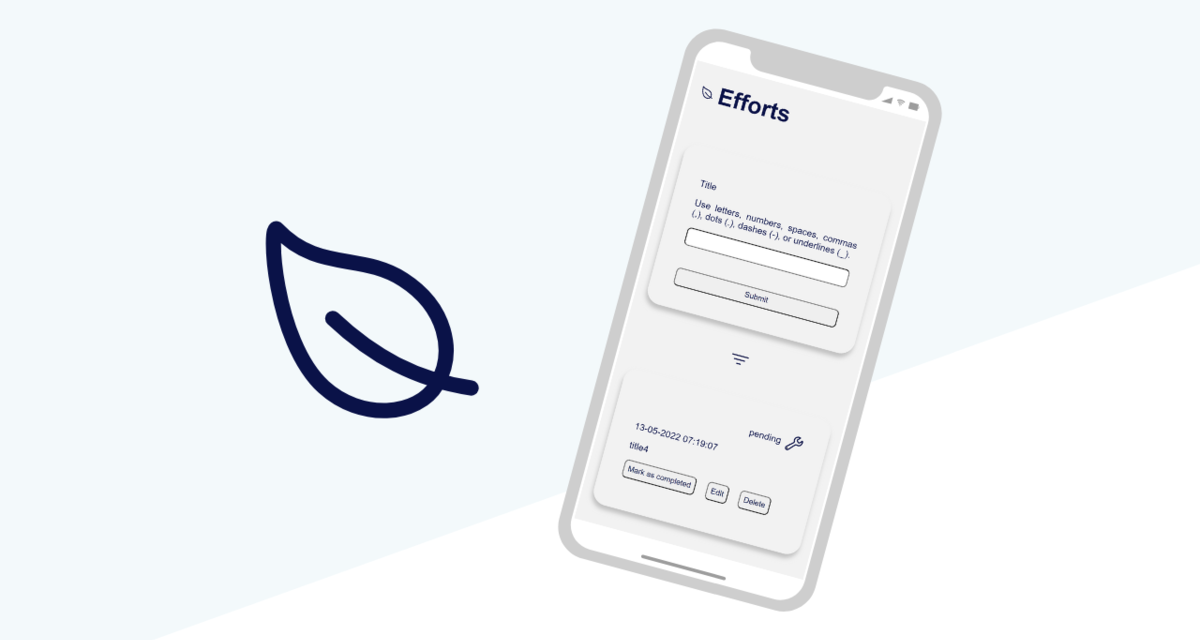 Efforts
Title
Use letters, numbers, spaces, commas
(,), dots (.), dashes (-), or underlines (_).
Submit
13-05-2022 07:19:07
pending
title4
Mark as completed
Edit
Delete